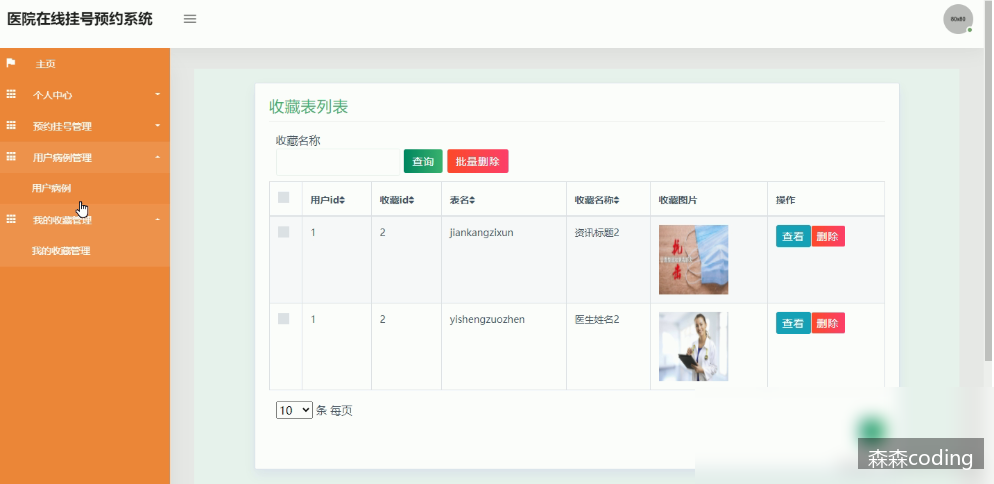 医院在线挂号预约系统
主页
个人中心
预约挂号管理
用户病例管理
用户病例
我的收藏管理
我的收藏管理
收藏表列表
收藏名称
查询 批量删除
用户id 收藏id 表名 收藏名称 收藏图片 操作
1 2 jiankangzixun 资讯标题2 查看 删除
1 2 yishengzuozhen 医生姓名2 查看 删除
10 条 每页
森森coding